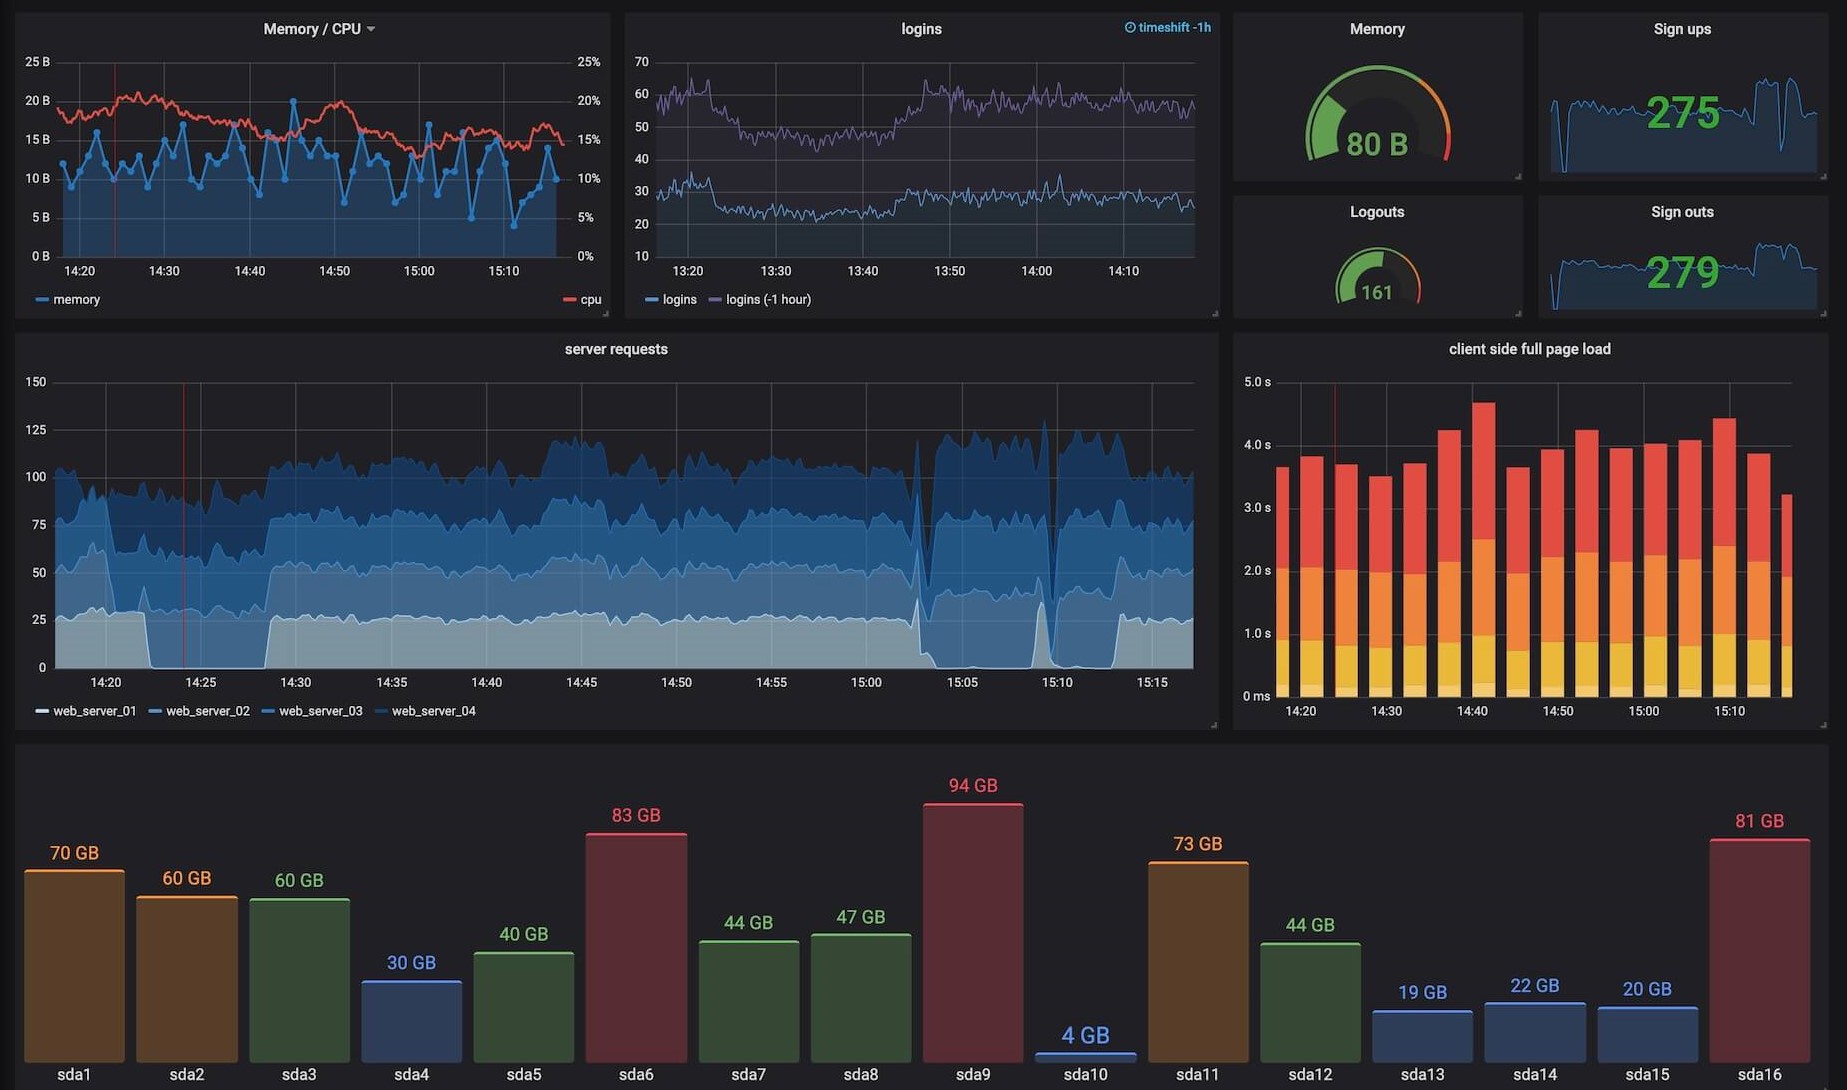 Memory / CPU
25 B
20 B
15 B
10 B
5 B
0 B
25%
20%
15%
10%
5%
0%
14:20 14:30 14:40 14:50 15:00 15:10
memory
cpu
logins
timeshift -1h
70
60
50
40
30
20
10
13:20 13:30 13:40 13:50 14:00 14:10
logins logins (-1 hour)
Memory
80 B
Sign ups
275
Logouts
161
Sign outs
279
server requests
150
125
100
75
50
25
0
14:20 14:25 14:30 14:35 14:40 14:45 14:50 14:55 15:00 15:05 15:10 15:15
web_server_01 web_server_02 web_server_03 web_server_04
client side full page load
5.0 s
4.0 s
3.0 s
2.0 s
1.0 s
0 ms
14:20 14:30 14:40 14:50 15:00 15:10
70 GB 60 GB 60 GB 30 GB 40 GB 83 GB 44 GB 47 GB 94 GB 4 GB 73 GB 44 GB 19 GB 22 GB 20 GB 81 GB
sda1 sda2 sda3 sda4 sda5 sda6 sda7 sda8 sda9 sda10 sda11 sda12 sda13 sda14 sda15 sda16